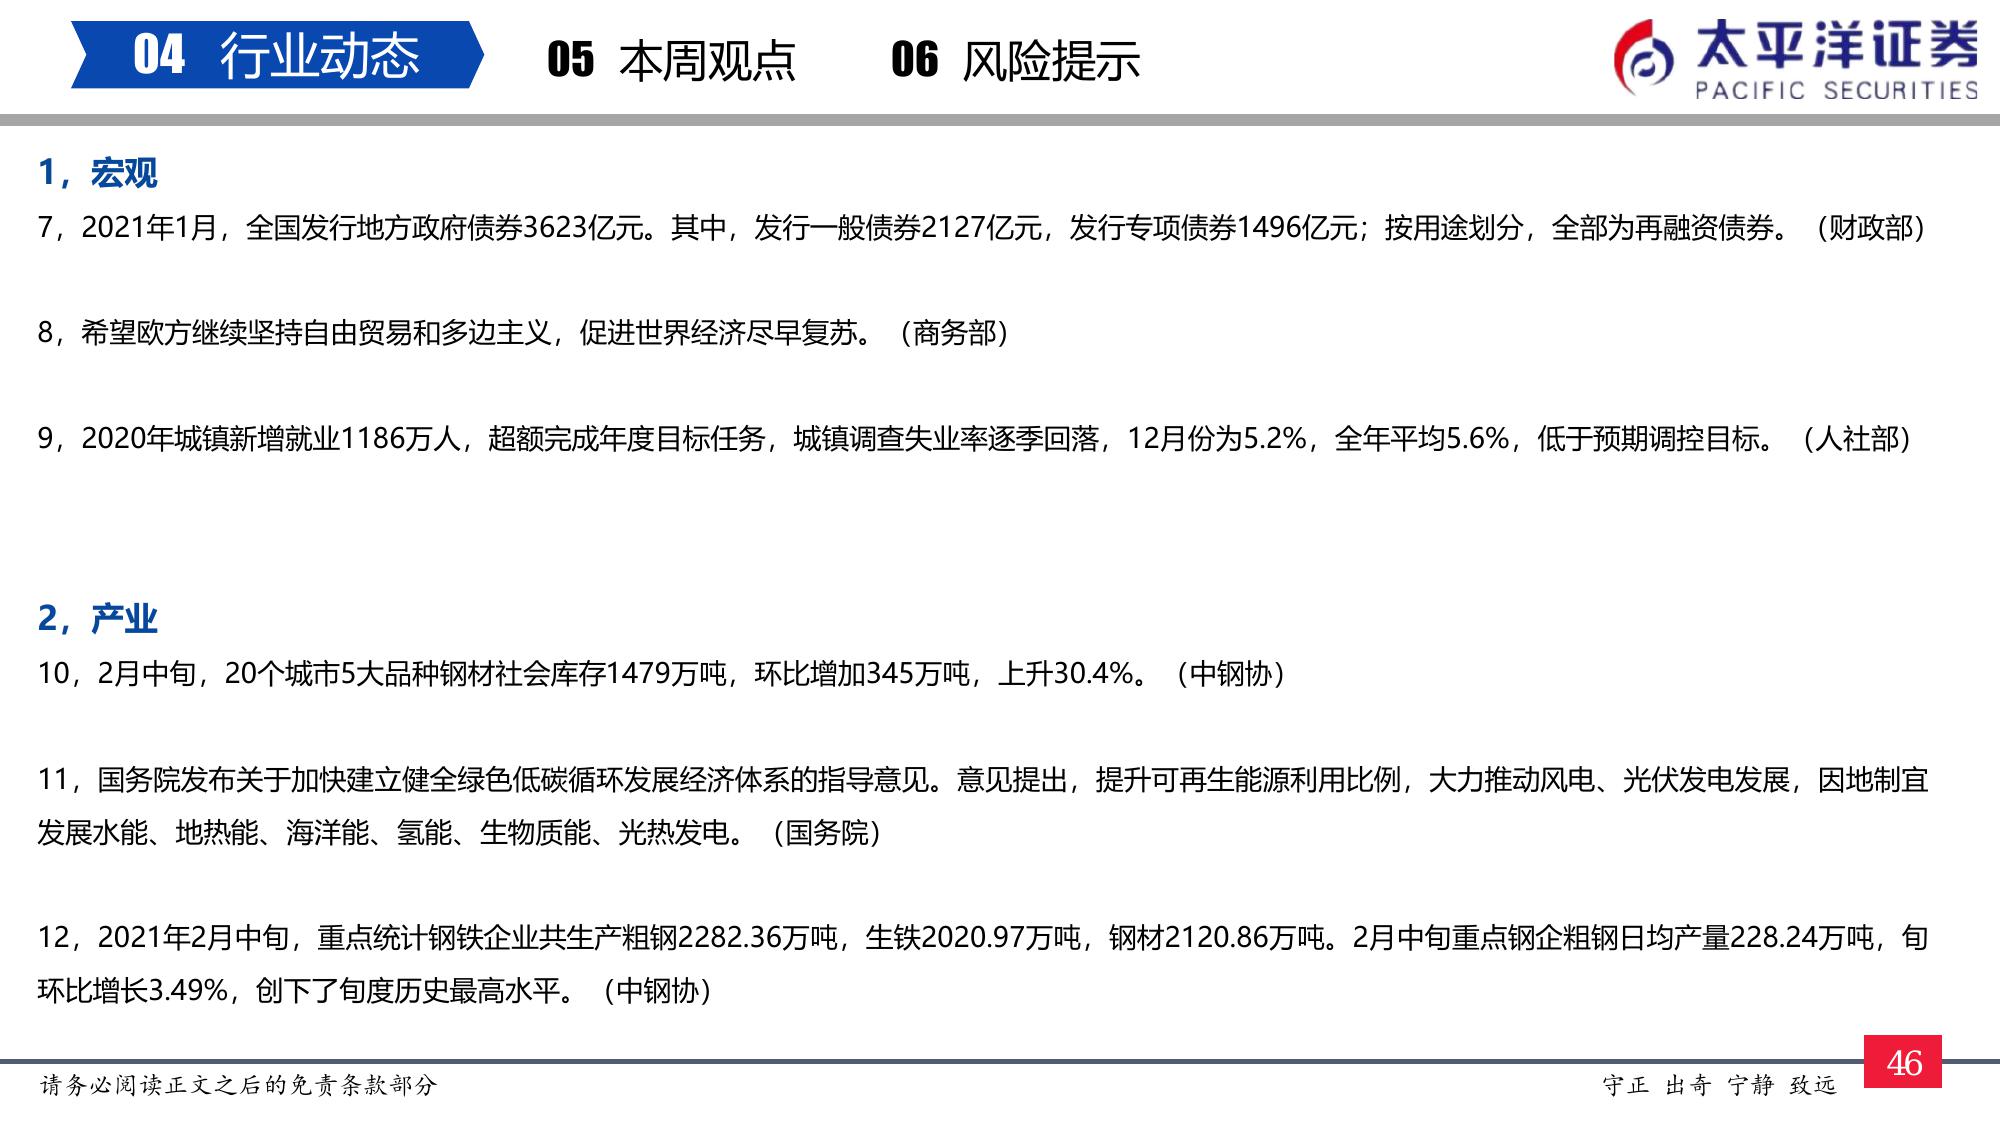 04 行业动态 05 本周观点 06 风险提示
太平洋证券
PACIFIC SECURITIES
1，宏观
7，2021年1月，全国发行地方政府债券3623亿元。其中，发行一般债券2127亿元，发行专项债券1496亿元；按用途划分，全部为再融资债券。（财政部）
8，希望欧方继续坚持自由贸易和多边主义，促进世界经济尽早复苏。（商务部）
9，2020年城镇新增就业1186万人，超额完成年度目标任务，城镇调查失业率逐季回落，12月份为5.2%，全年平均5.6%，低于预期调控目标。（人社部）
2，产业
10，2月中旬，20个城市5大品种钢材社会库存1479万吨，环比增加345万吨，上升30.4%。（中钢协）
11，国务院发布关于加快建立健全绿色低碳循环发展经济体系的指导意见。意见提出，提升可再生能源利用比例，大力推动风电、光伏发电发展，因地制宜
发展水能、地热能、海洋能、氢能、生物质能、光热发电。（国务院）
12，2021年2月中旬，重点统计钢铁企业共生产粗钢2282.36万吨，生铁2020.97万吨，钢材2120.86万吨。2月中旬重点钢企粗钢日均产量228.24万吨，旬
环比增长3.49%，创下了旬度历史最高水平。（中钢协）
46
请务必阅读正文之后的免责条款部分
守正 出奇 宁静 致远